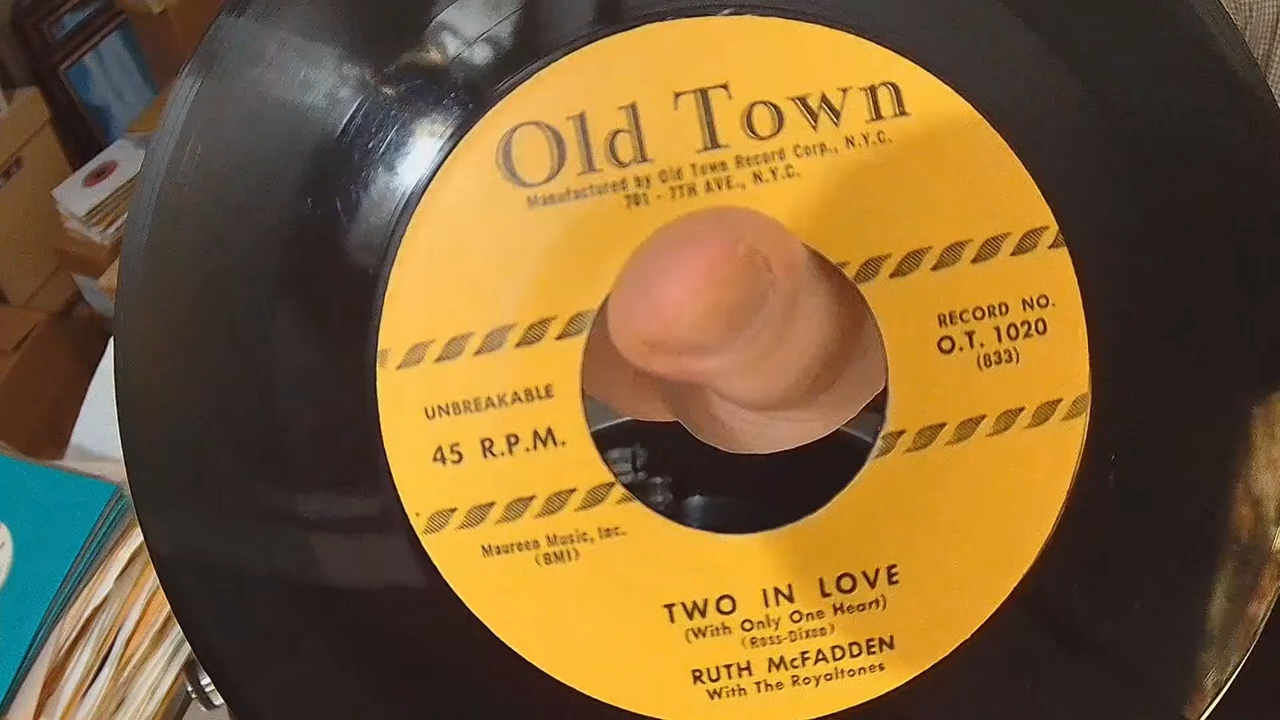 Old Town
Manufactured by Old Town Record Corp., N.Y.C.
701 - 7TH AVE., N.Y.C.
RECORD NO.
O.T. 1020
(833)
UNBREAKABLE
45 R.P.M.
Maureen Music, Inc.
(BMI)
TWO IN LOVE
(With Only One Heart)
(Ross-Dixon)
RUTH McFADDEN
With The Royaltones